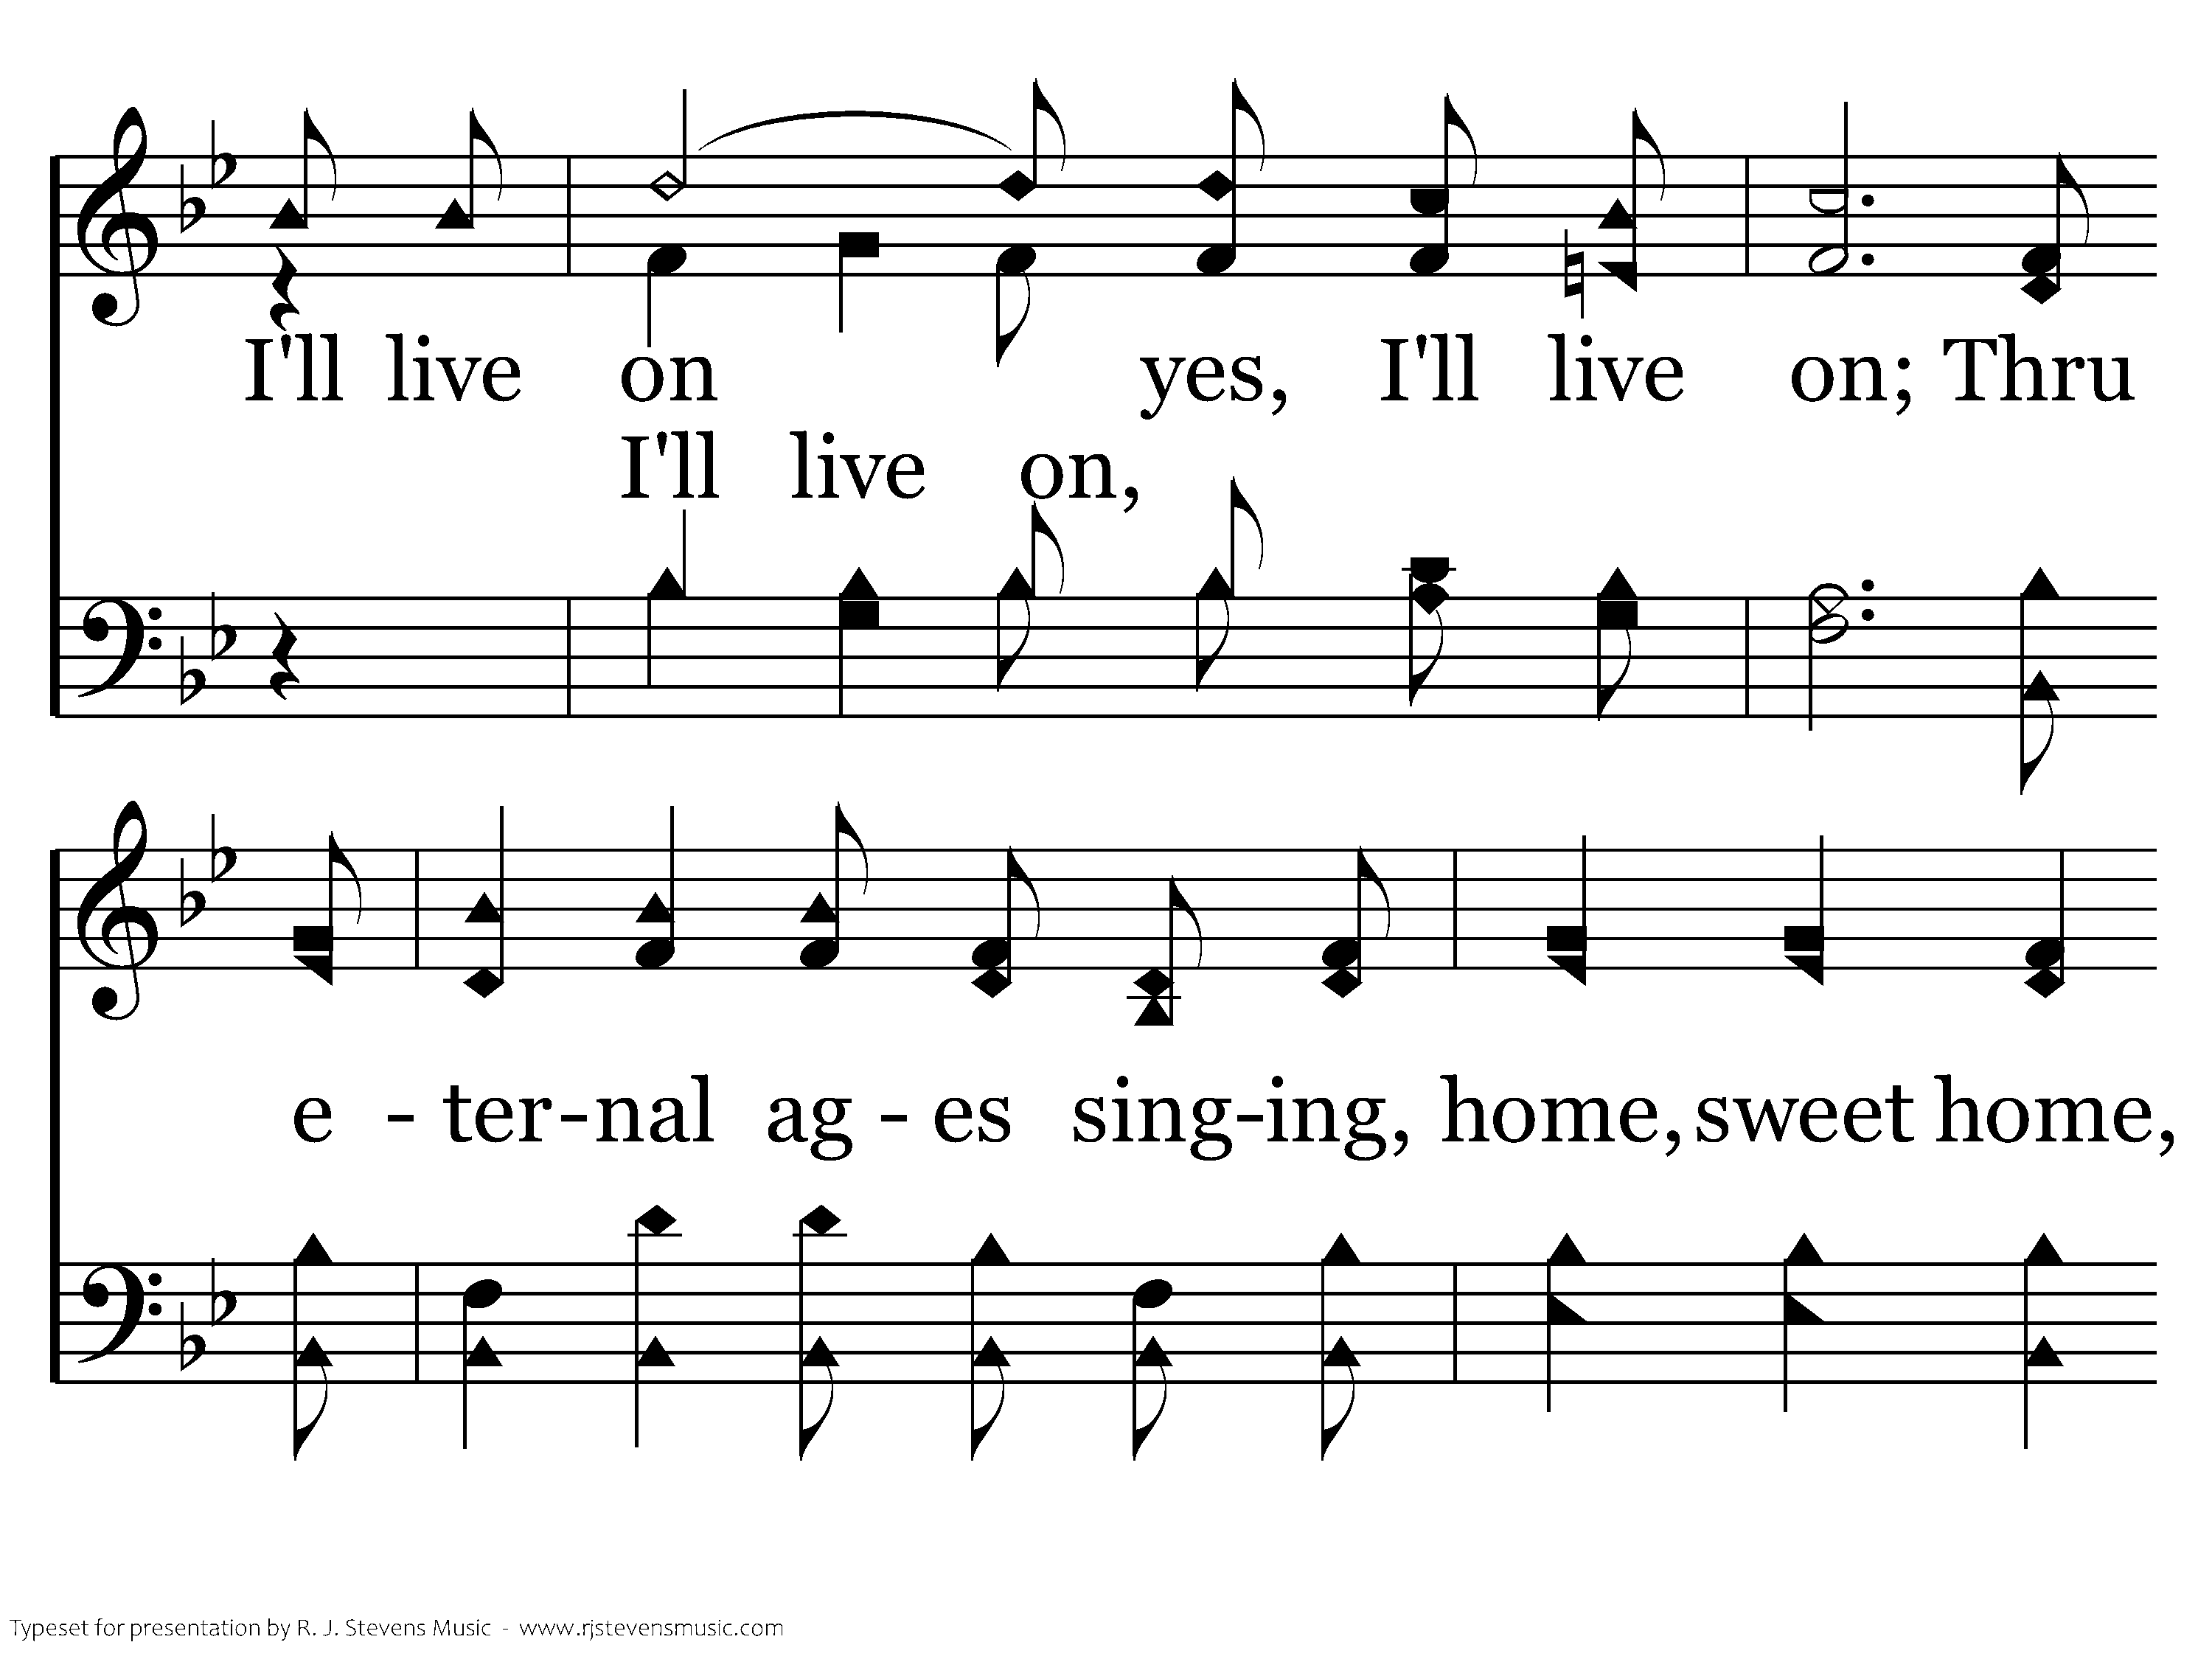 I'll live on yes, I'll live on; Thru
I'll live on,
e - ter-nal ag - es sing-ing, home, sweet home,
Typeset for presentation by R. J. Stevens Music - www.rjstevensmusic.com